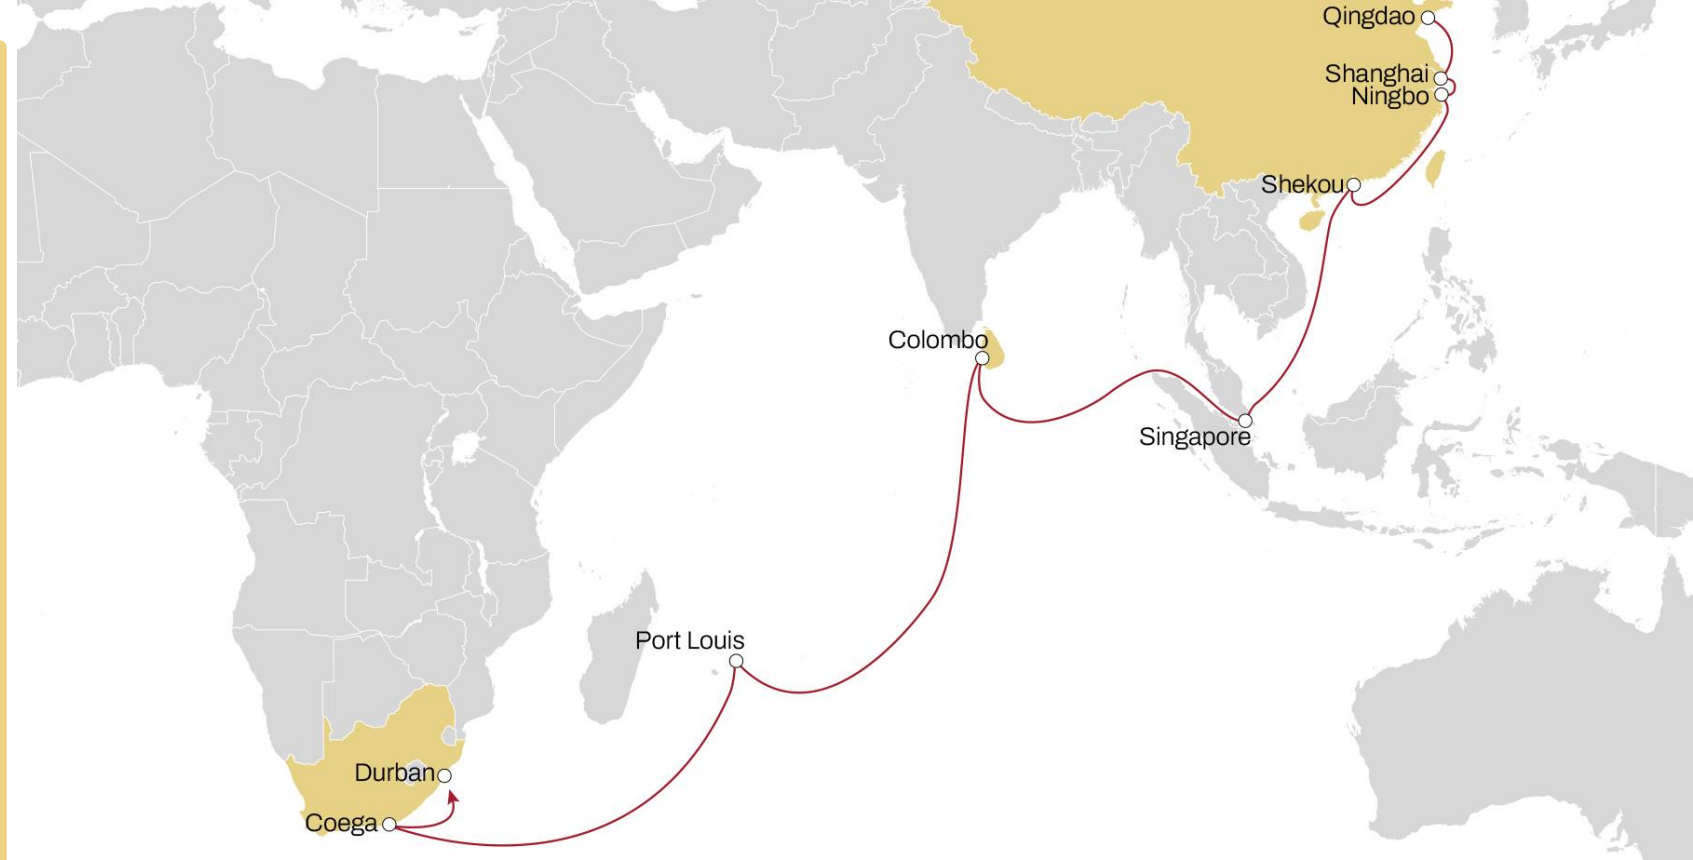 Qingdao
Shanghai
Ningbo
Shekou
Colombo
Singapore
Port Louis
Durban
Coega